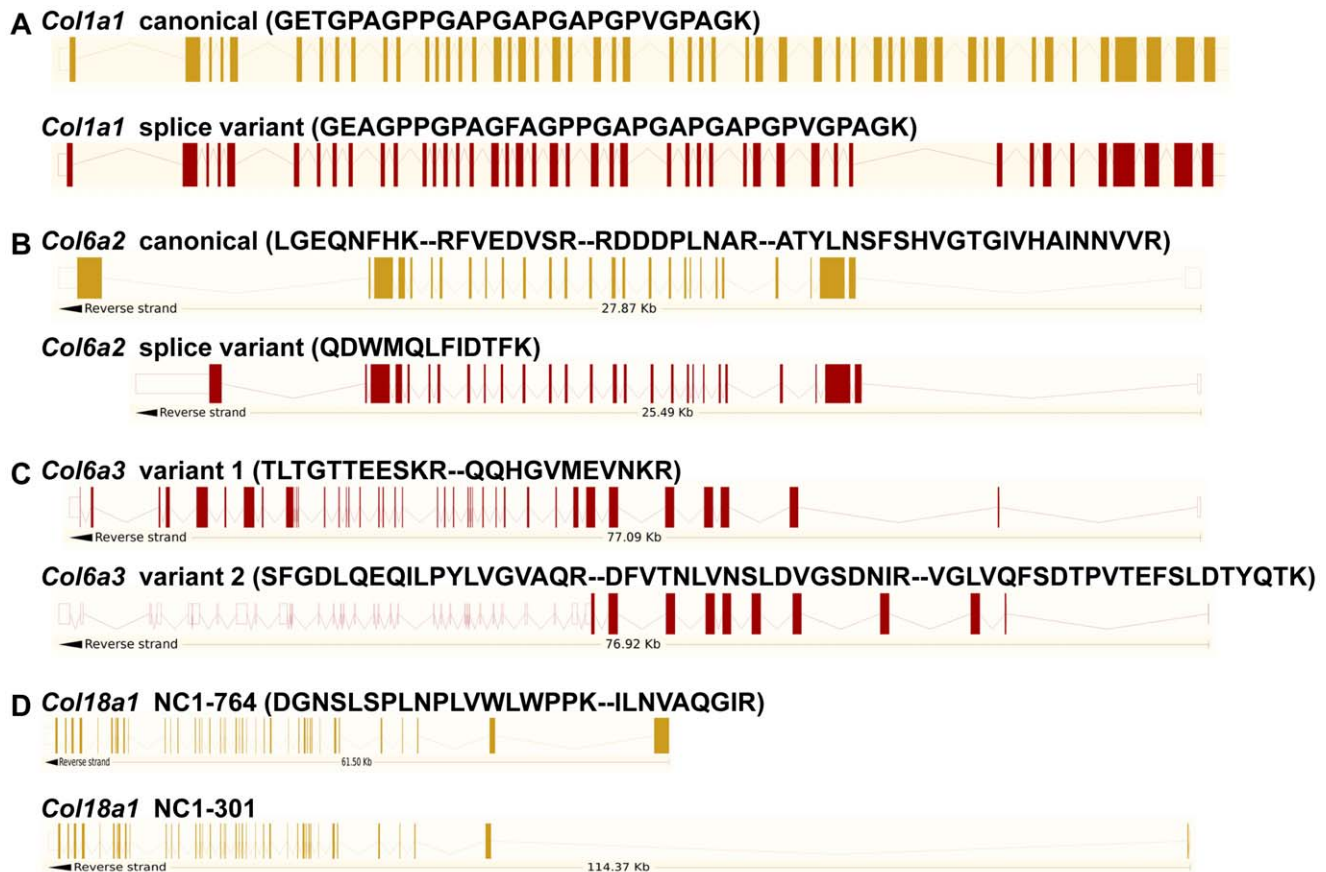 A Col1a1 canonical (GETGPAGPPGAPGAPGAPGPVGPAGK)
Col1a1 splice variant (GEAGPPGPAGFAGPPGAPGAPGAPGPVGPAGK)
B Col6a2 canonical (LGEQNFHK--RFVEDVSR--RDDDPLNAR--ATYLNSFSHVGTGIVHAINNVVR)
Reverse strand 27.87 Kb
Col6a2 splice variant (QDWMQLFIDTFK)
Reverse strand 25.49 Kb
C Col6a3 variant 1 (TLTGTTEESKR--QQHGVMEVNKR)
Reverse strand 77.09 Kb
Col6a3 variant 2 (SFGDLQEQILPYLVGVAQR--DFVTNLVNSLDVGSDNIR--VGLVQFSDTPVTEFSLDTYQTK)
Reverse strand 76.92 Kb
D Col18a1 NC1-764 (DGNSLSPLNPLVWLWPPK--ILNVAQGIR)
Reverse strand 61.50 Kb
Col18a1 NC1-301
Reverse strand 114.37 Kb